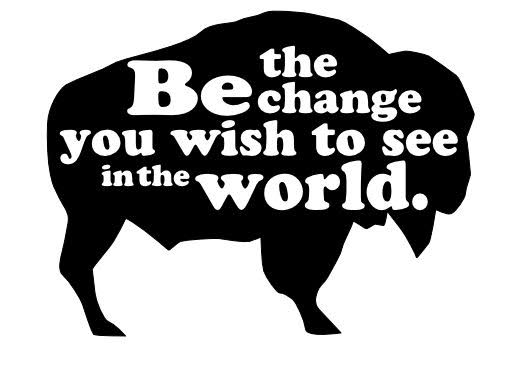 Be the change
you wish to see
in the world.